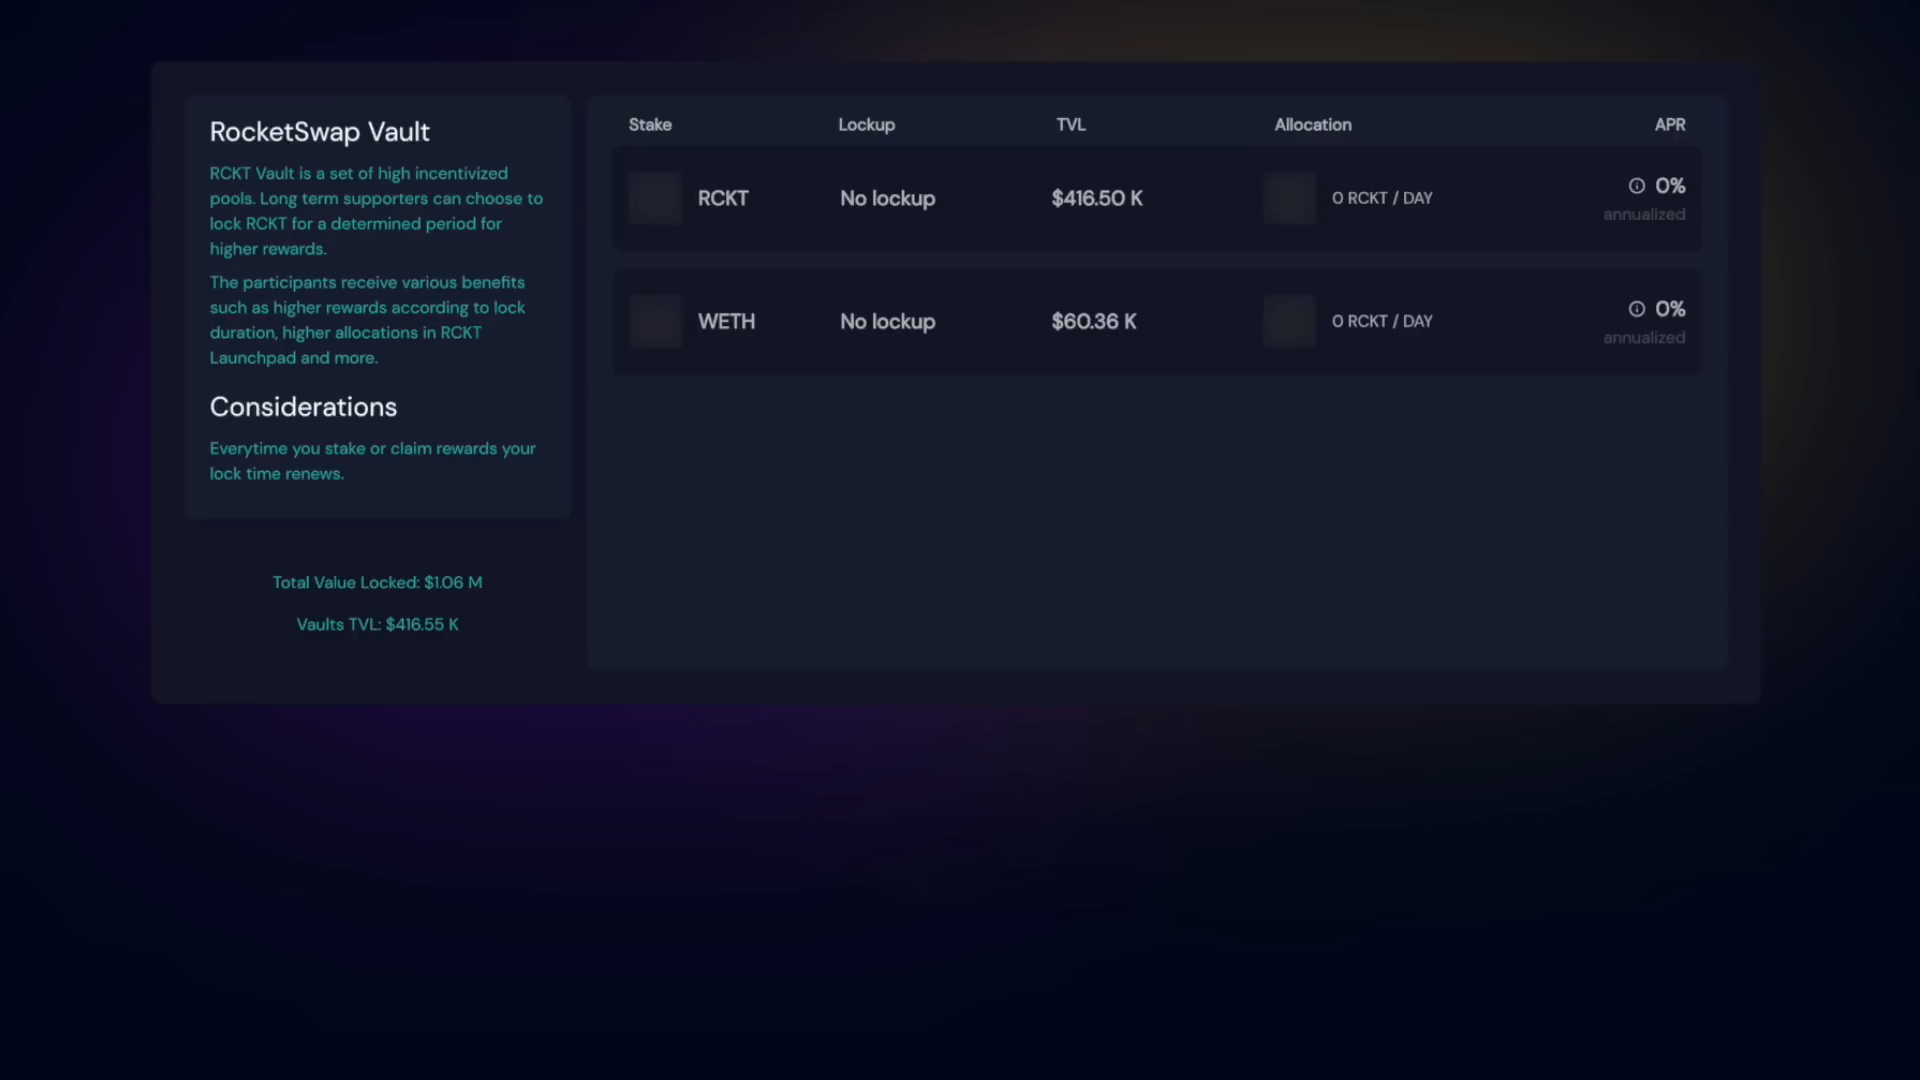 RocketSwap Vault
RCKT Vault is a set of high incentivized
pools. Long term supporters can choose to
lock RCKT for a determined period for
higher rewards.
The participants receive various benefits
such as higher rewards according to lock
duration, higher allocations in RCKT
Launchpad and more.
Considerations
Everytime you stake or claim rewards your
lock time renews.
Total Value Locked: $1.06 M
Vaults TVL: $416.55 K
Stake Lockup TVL Allocation APR
RCKT No lockup $416.50 K 0 RCKT / DAY 0%
annualized
WETH No lockup $60.36 K 0 RCKT / DAY 0%
annualized